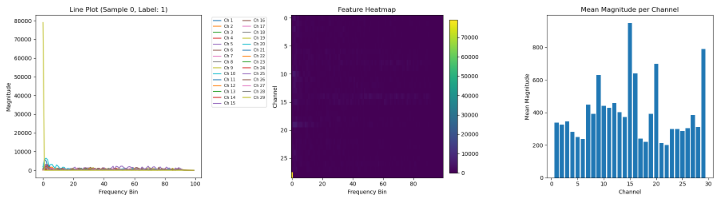 Line Plot (Sample 0, Label: 1)
80000
70000
60000
50000
40000
30000
20000
10000
0
Magnitude
0 20 40 60 80 100
Frequency Bin
Ch 1 Ch 16
Ch 2 Ch 17
Ch 3 Ch 18
Ch 4 Ch 19
Ch 5 Ch 20
Ch 6 Ch 21
Ch 7 Ch 22
Ch 8 Ch 23
Ch 9 Ch 24
Ch 10 Ch 25
Ch 11 Ch 26
Ch 12 Ch 27
Ch 13 Ch 28
Ch 14 Ch 29
Ch 15
Feature Heatmap
0
5
10
15
20
25
Channel
0 20 40 60 80
Frequency Bin
70000
60000
50000
40000
30000
20000
10000
0
Mean Magnitude per Channel
800
600
400
200
0
Mean Magnitude
0 5 10 15 20 25 30
Channel